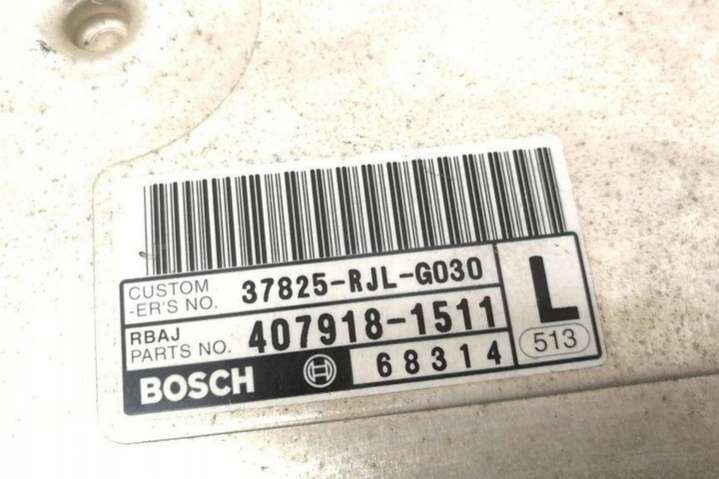 CUSTOM
-ER'S NO. 37825-RJL-G030
RBAJ
PARTS NO. 407918-1511
BOSCH 68314
L
513